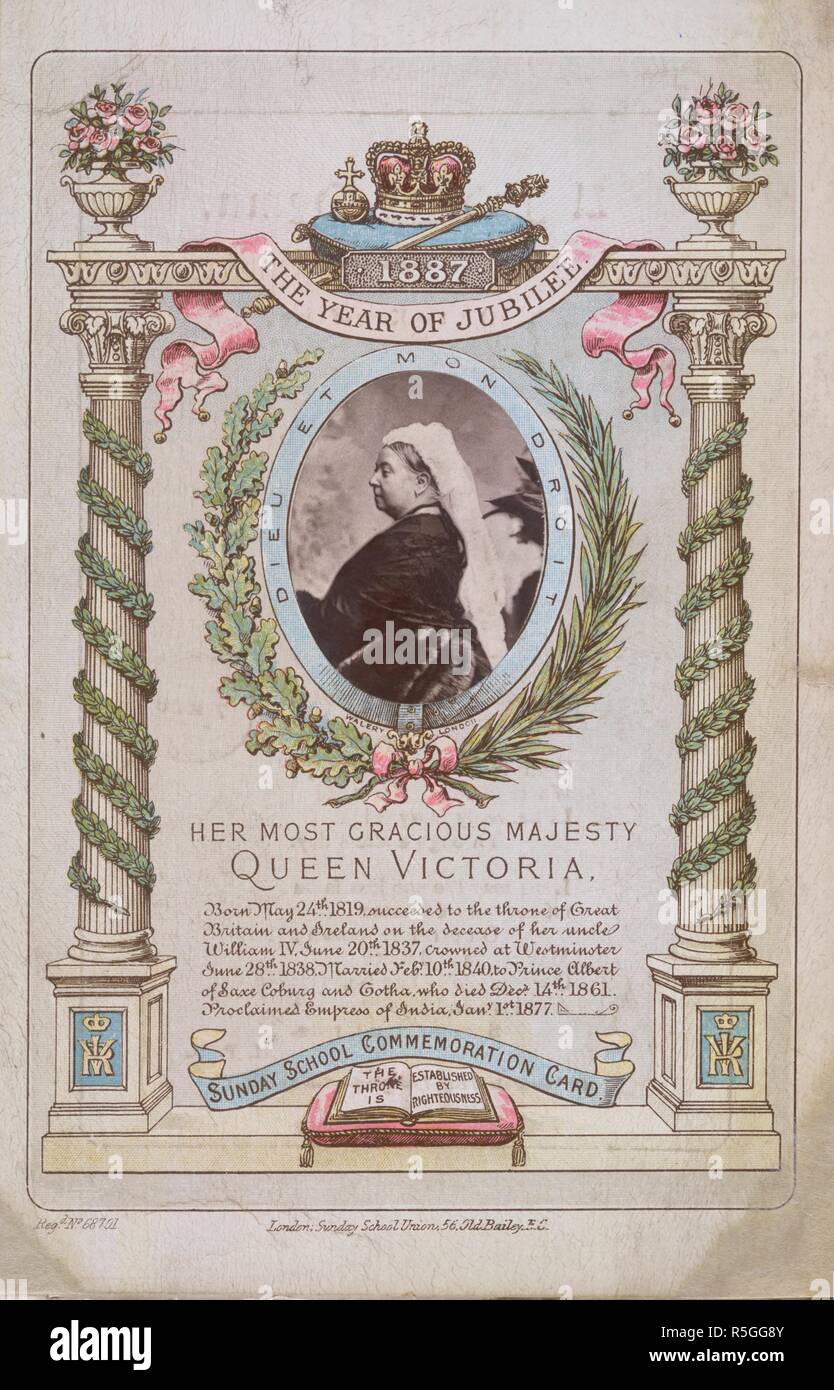 1887
THE YEAR OF JUBILEE
DIEU ET MON DROIT
WALERY LONDON
HER MOST GRACIOUS MAJESTY
QUEEN VICTORIA,
Born May 24th. 1819, succeeded to the throne of Great
Britain and Ireland on the decease of her uncle
William IV, June 20th. 1837, crowned at Westminster
June 28th. 1838. Married Feby. 10th. 1840, to Prince Albert
of Saxe Coburg and Gotha, who died Decr. 14th. 1861.
Proclaimed Empress of India, Jany. 1st. 1877.
SUNDAY SCHOOL COMMEMORATION CARD.
THE THRONE IS
ESTABLISHED BY RIGHTEOUSNESS
Regd. No. 68701
London; Sunday School Union, 56, Old Bailey. E.C.
alamy
alamy
Image ID: R5GG8Y
www.alamy.com